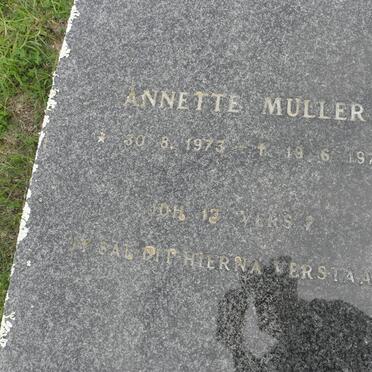 ANNETTE MULLER
* 30.8.1973 – † 19.6.197
JOH 13 VERS 7
JY SAL DIT HIERNA VERSTAA